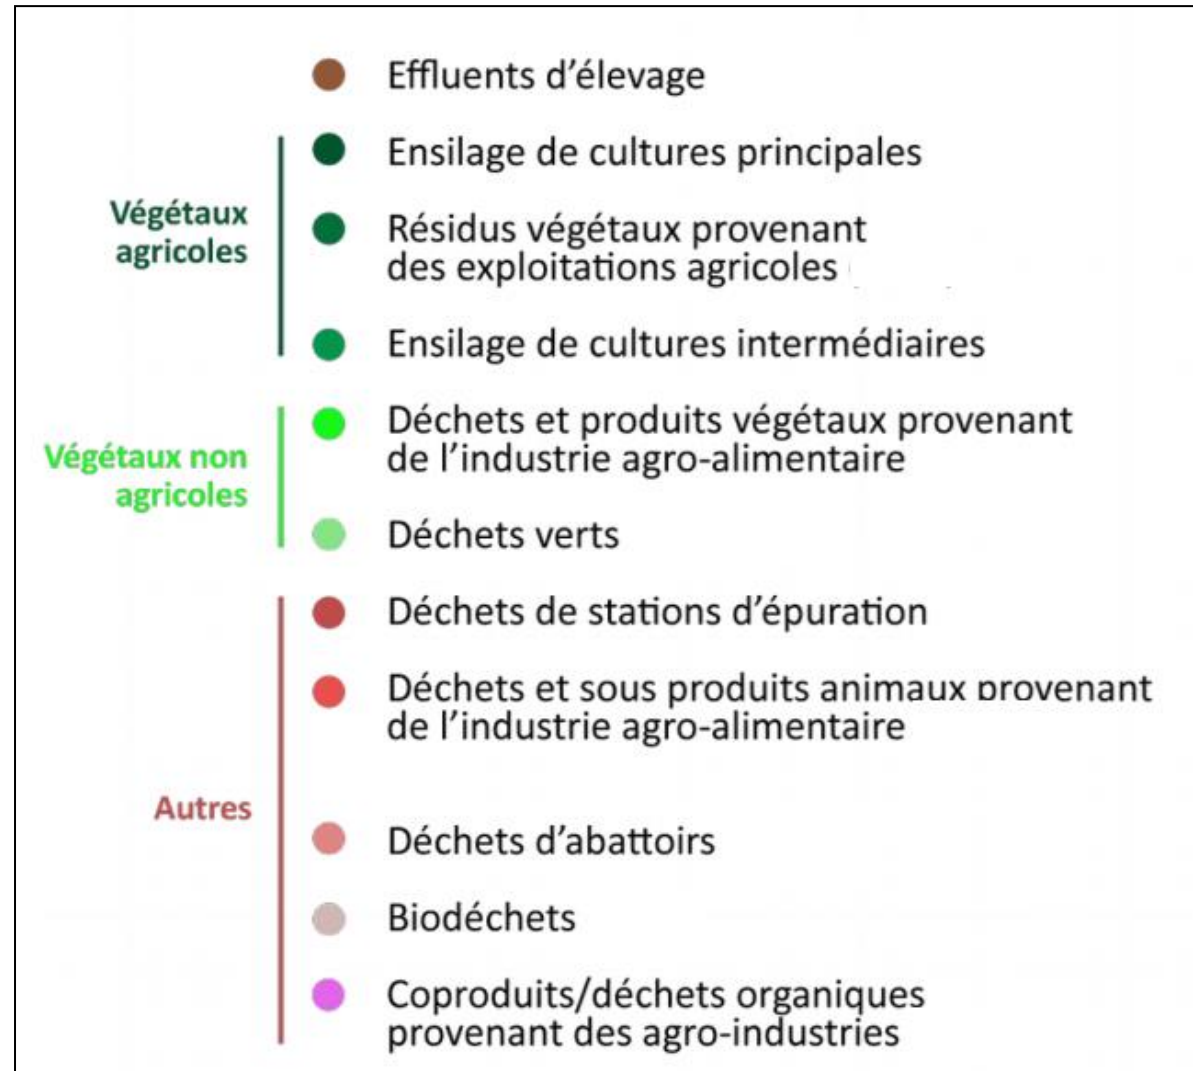 Effluents d’élevage
Végétaux
agricoles
Ensilage de cultures principales
Résidus végétaux provenant
des exploitations agricoles
Ensilage de cultures intermédiaires
Végétaux non
agricoles
Déchets et produits végétaux provenant
de l’industrie agro-alimentaire
Déchets verts
Autres
Déchets de stations d’épuration
Déchets et sous produits animaux provenant
de l’industrie agro-alimentaire
Déchets d’abattoirs
Biodéchets
Coproduits/déchets organiques
provenant des agro-industries